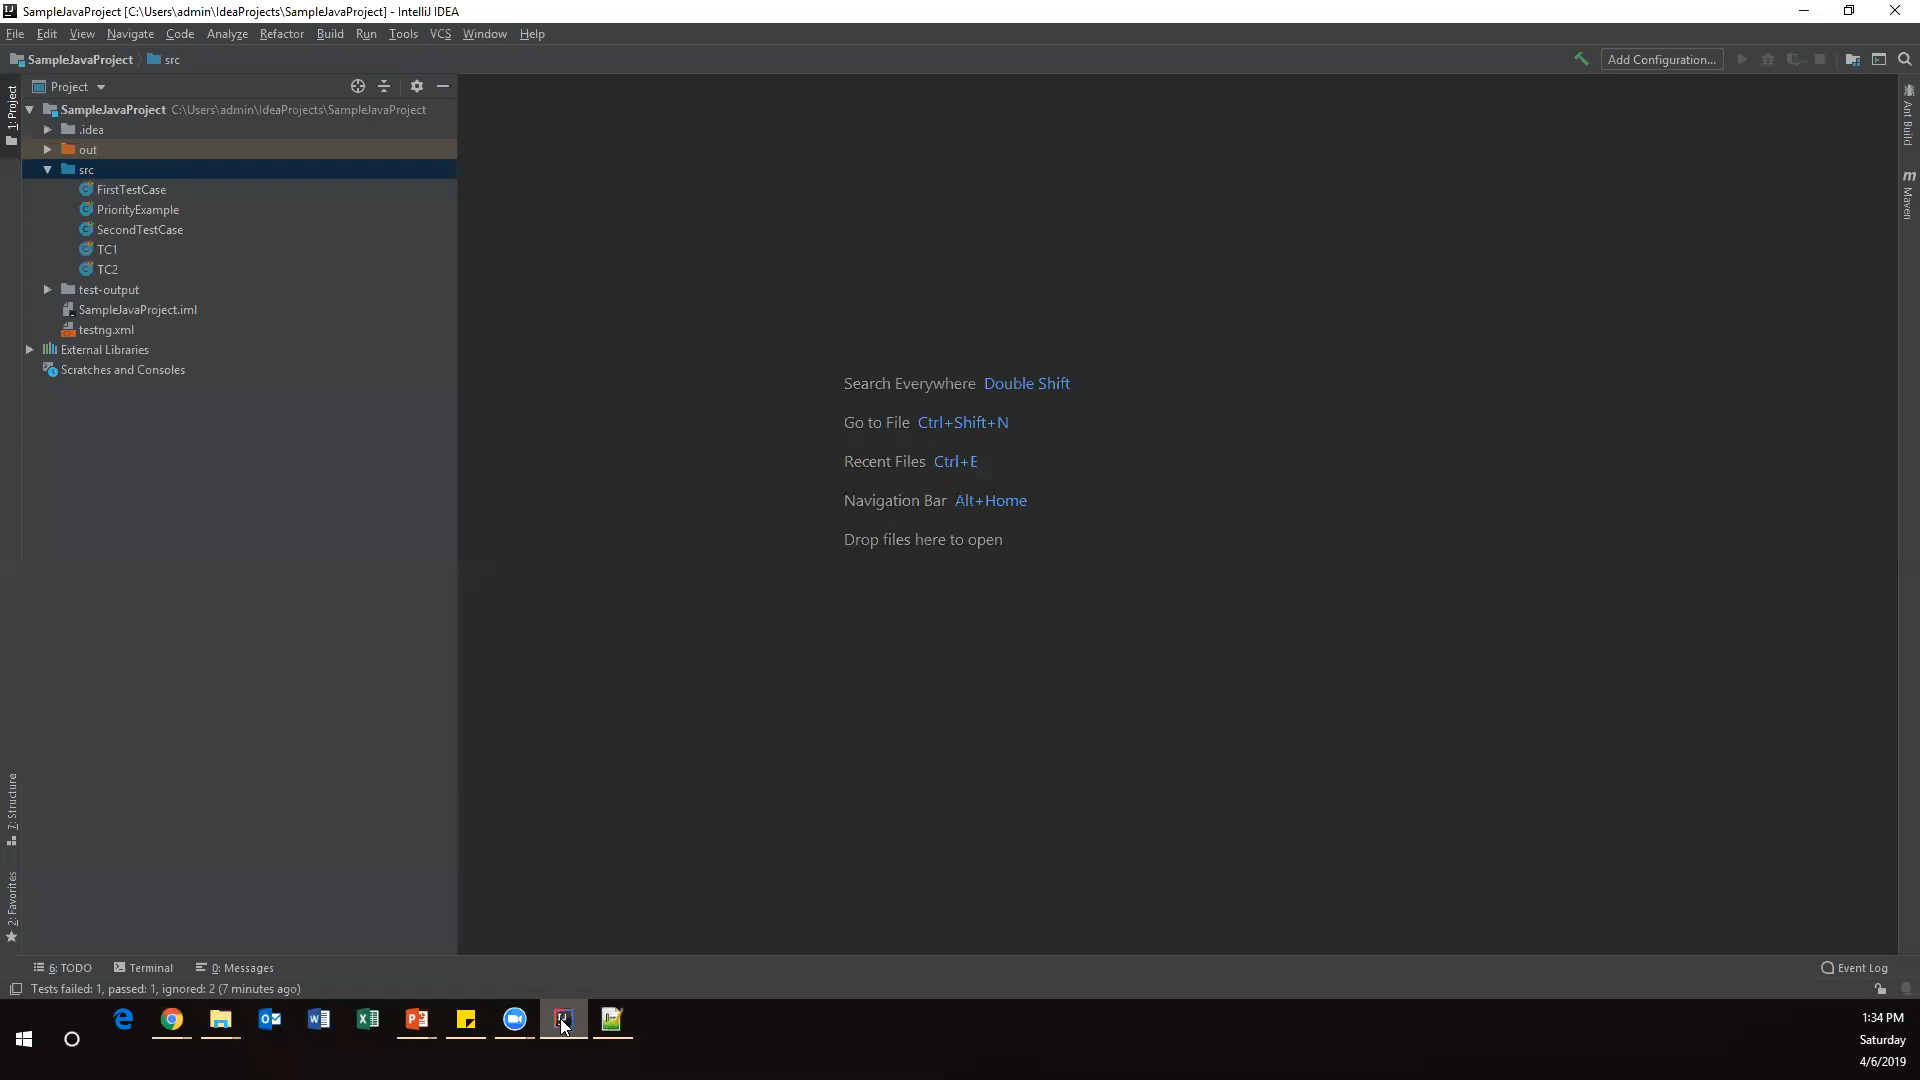 SampleJavaProject [C:\Users\admin\IdeaProjects\SampleJavaProject] - IntelliJ IDEA
File Edit View Navigate Code Analyze Refactor Build Run Tools VCS Window Help
SampleJavaProject src Add Configuration...
Project
SampleJavaProject C:\Users\admin\IdeaProjects\SampleJavaProject
.idea
out
src
FirstTestCase
PriorityExample
SecondTestCase
TC1
TC2
test-output
SampleJavaProject.iml
testng.xml
External Libraries
Scratches and Consoles
1: Project
7: Structure
2: Favorites
Search Everywhere Double Shift
Go to File Ctrl+Shift+N
Recent Files Ctrl+E
Navigation Bar Alt+Home
Drop files here to open
Ant Build
Maven
6: TODO Terminal 0: Messages Event Log
Tests failed: 1, passed: 1, ignored: 2 (7 minutes ago)
1:34 PM
Saturday
4/6/2019